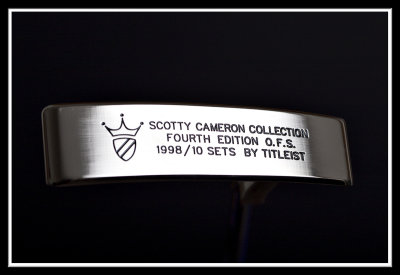 SCOTTY CAMERON COLLECTION
FOURTH EDITION O.F.S.
1998/10 SETS BY TITLEIST